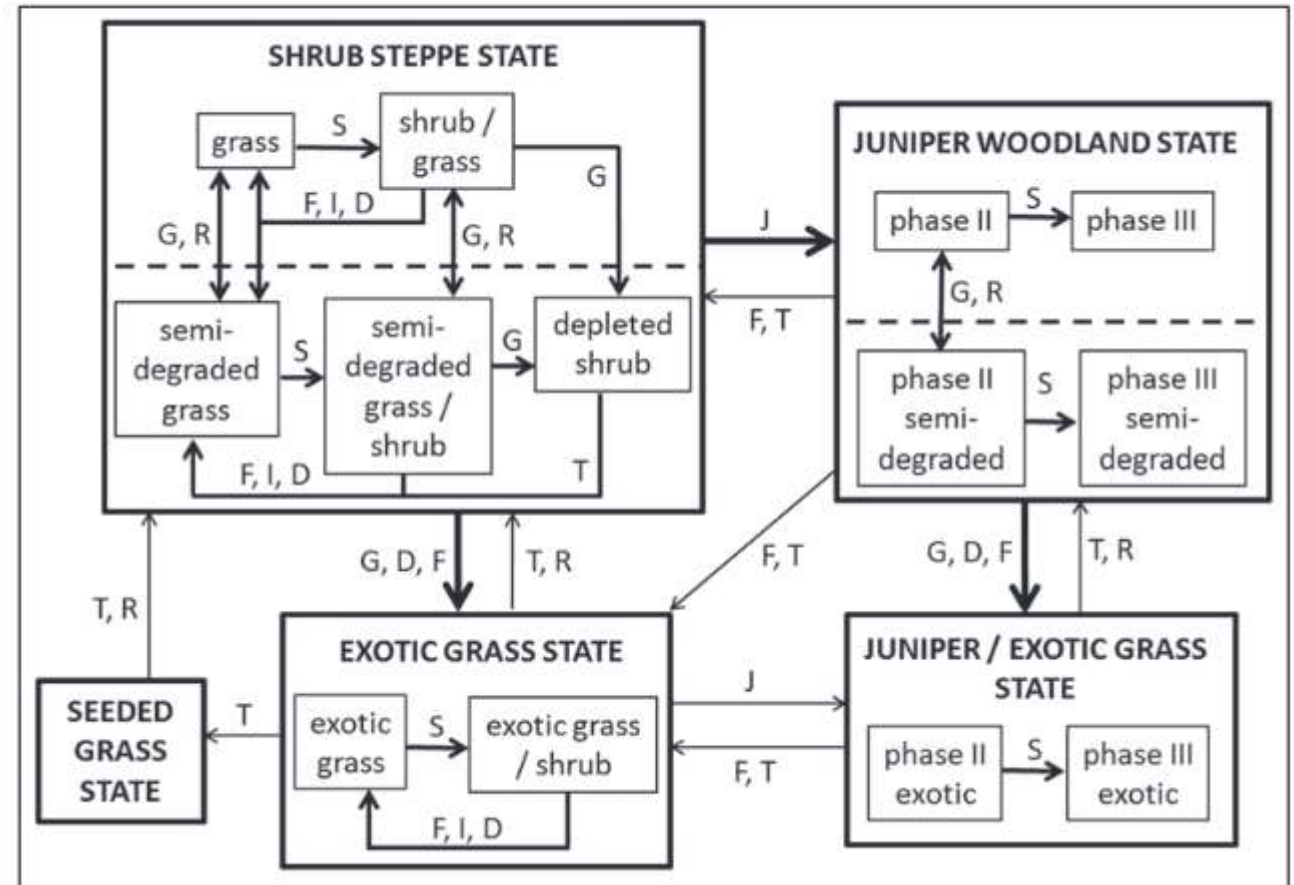 SHRUB STEPPE STATE
grass
S
shrub /
grass
G
F, I, D
G, R
G, R
semi-
degraded
grass
S
semi-
degraded
grass /
shrub
G
depleted
shrub
F, I, D
T
J
F, T
JUNIPER WOODLAND STATE
phase II
S
phase III
G, R
phase II
semi-
degraded
S
phase III
semi-
degraded
G, D, F
T, R
F, T
G, D, F
T, R
T, R
SEEDED
GRASS
STATE
T
EXOTIC GRASS STATE
exotic
grass
S
exotic grass
/ shrub
F, I, D
J
F, T
JUNIPER / EXOTIC GRASS
STATE
phase II
exotic
S
phase III
exotic